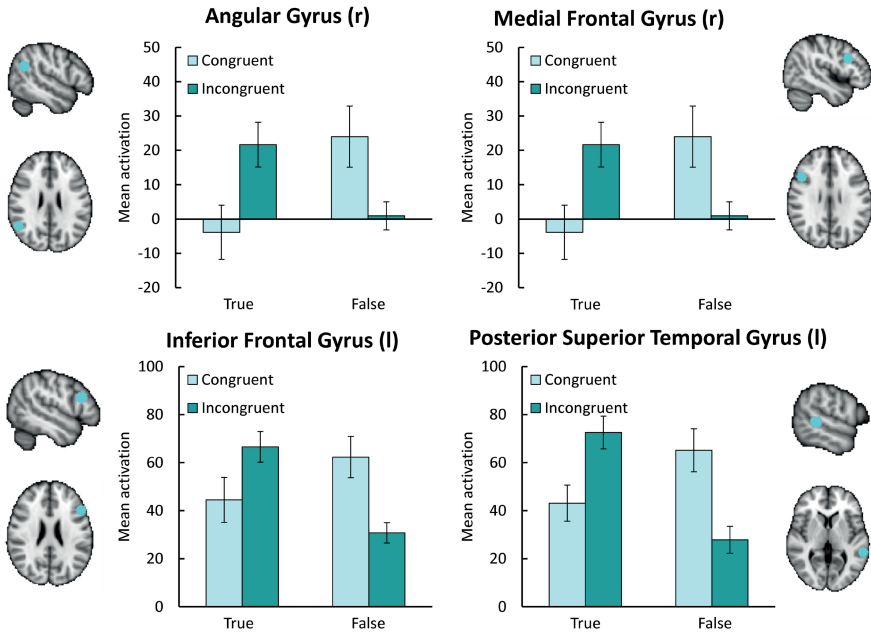 Angular Gyrus (r)
50
40
30
20
10
0
-10
-20
Mean activation
Congruent
Incongruent
True False
Medial Frontal Gyrus (r)
50
40
30
20
10
0
-10
-20
Mean activation
Congruent
Incongruent
True False
Inferior Frontal Gyrus (l)
100
80
60
40
20
0
Mean activation
Congruent
Incongruent
True False
Posterior Superior Temporal Gyrus (l)
100
80
60
40
20
0
Mean activation
Congruent
Incongruent
True False